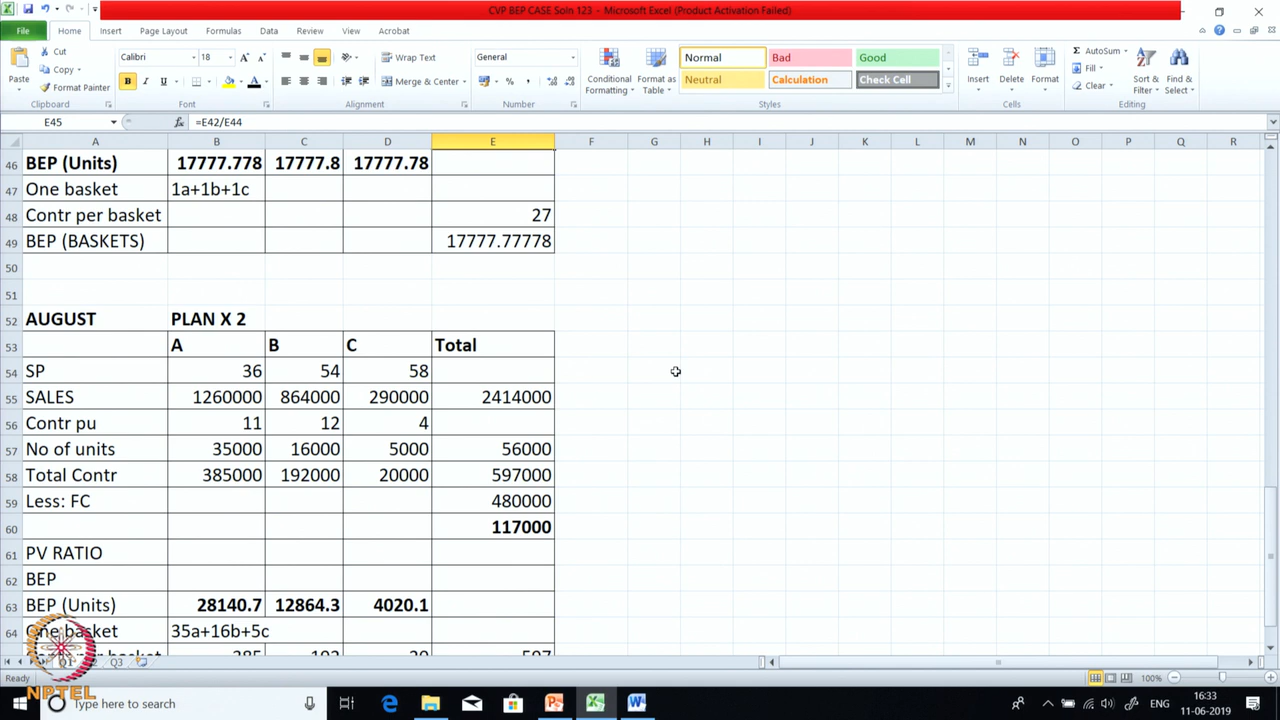 CVP BEP CASE Soln 123 - Microsoft Excel (Product Activation Failed)
File Home Insert Page Layout Formulas Data Review View Acrobat
Cut
Copy
Format Painter
Paste
Clipboard
Calibri 18
Font
Wrap Text
Merge & Center
Alignment
General
Number
Conditional Formatting
Format as Table
Normal Bad Good
Neutral Calculation Check Cell
Styles
Insert Delete Format
Cells
AutoSum
Fill
Clear
Sort & Filter
Find & Select
Editing
E45 fx =E42/E44
A B C D E F G H I J K L M N O P Q R
46 BEP (Units) 17777.778 17777.8 17777.78
47 One basket 1a+1b+1c
48 Contr per basket 27
49 BEP (BASKETS) 17777.77778
50
51
52 AUGUST PLAN X 2
53 A B C Total
54 SP 36 54 58
55 SALES 1260000 864000 290000 2414000
56 Contr pu 11 12 4
57 No of units 35000 16000 5000 56000
58 Total Contr 385000 192000 20000 597000
59 Less: FC 480000
60 117000
61 PV RATIO
62 BEP
63 BEP (Units) 28140.7 12864.3 4020.1
64 One basket 35a+16b+5c
Q3
Ready 100%
NPTEL
Type here to search
ENG
16:33
11-06-2019